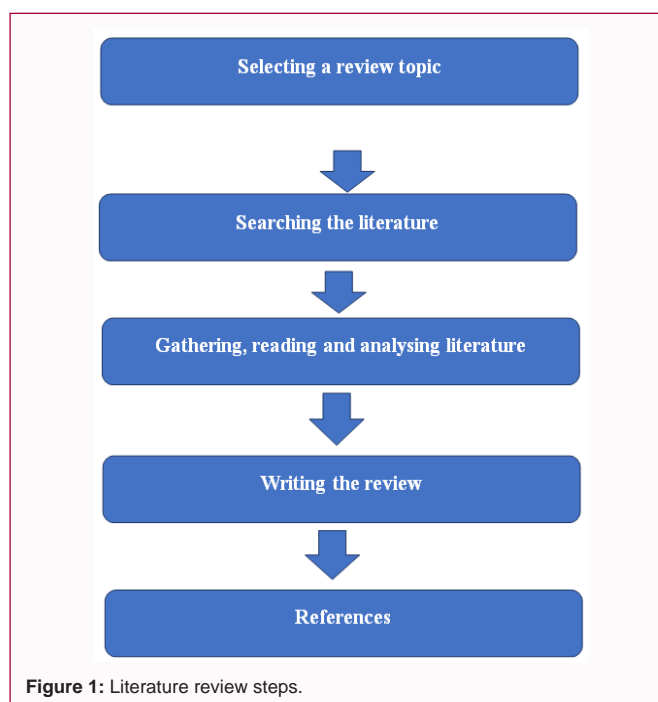 Selecting a review topic
Searching the literature
Gathering, reading and analysing literature
Writing the review
References
Figure 1: Literature review steps.